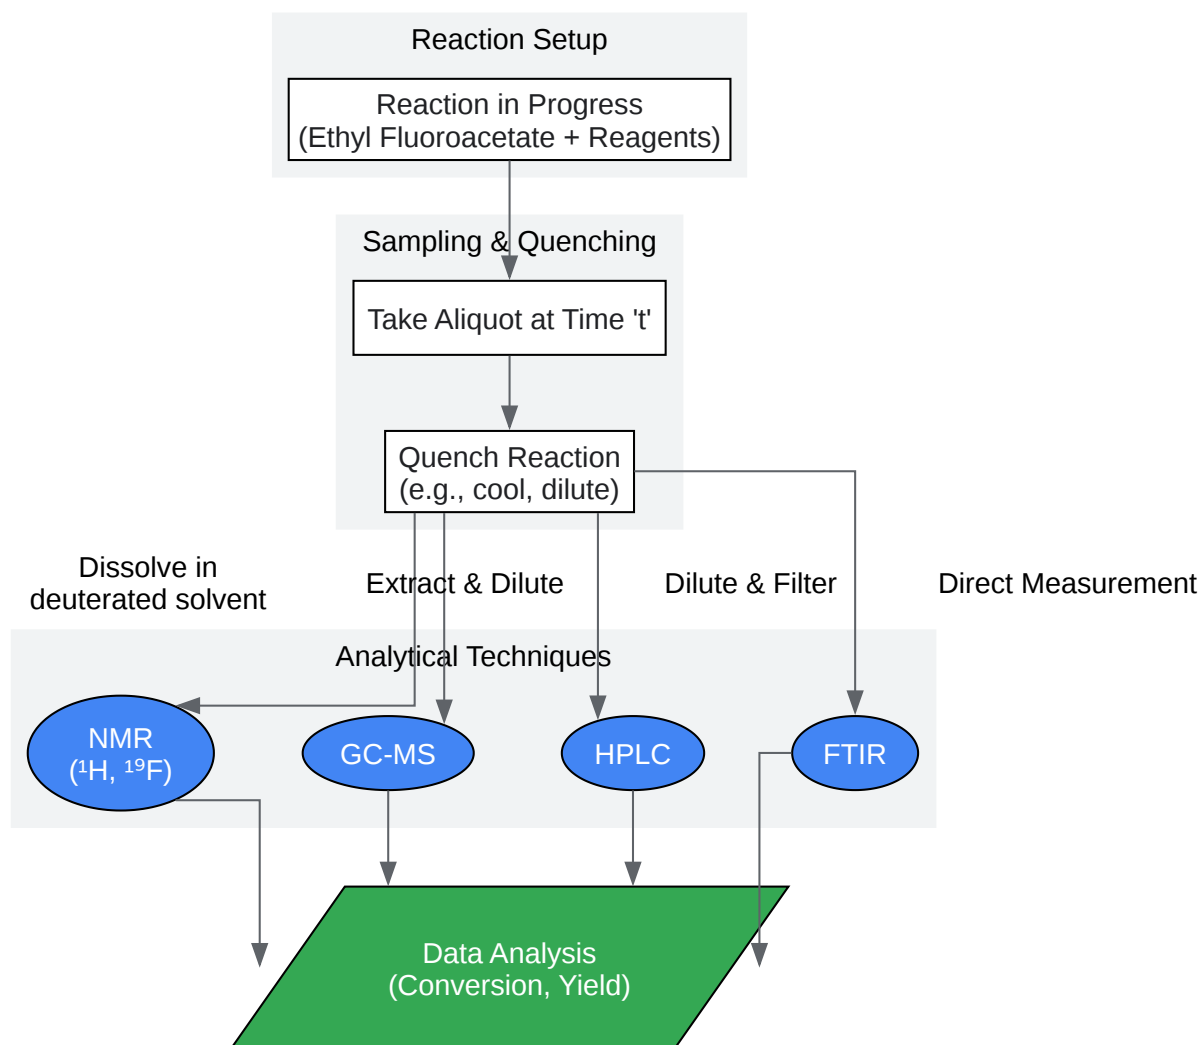 Reaction Setup
Reaction in Progress
(Ethyl Fluoroacetate + Reagents)
Sampling & Quenching
Take Aliquot at Time 't'
Quench Reaction
(e.g., cool, dilute)
Dissolve in
deuterated solvent
Extract & Dilute
Dilute & Filter
Direct Measurement
Analytical Techniques
NMR
(¹H, ¹⁹F)
GC-MS
HPLC
FTIR
Data Analysis
(Conversion, Yield)